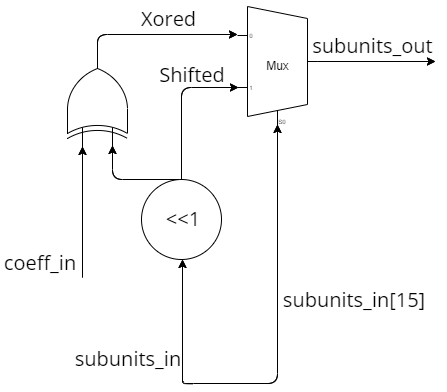 Xored
subunits_out
0
Mux
Shifted
1
S0
<<1
coeff_in
subunits_in[15]
subunits_in